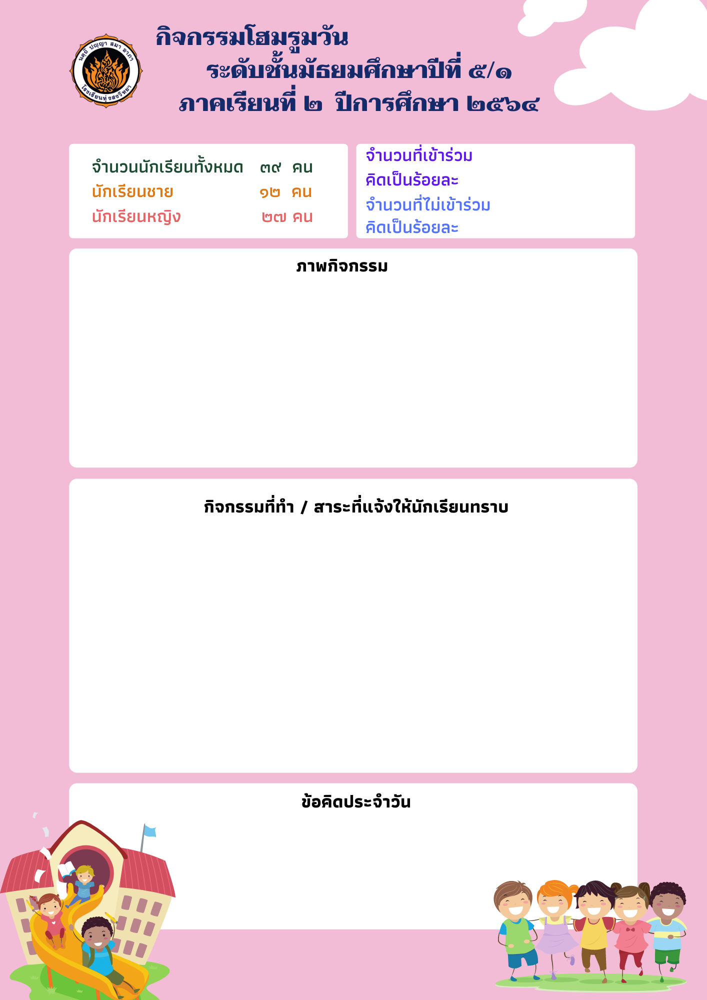 นตฺถิ ปญฺญา สมา อาภา
โรงเรียนทุ่งสงวิทยา
กิจกรรมโฮมรูมวัน
ระดับชั้นมัธยมศึกษาปีที่ ๕/๑
ภาคเรียนที่ ๒ ปีการศึกษา ๒๕๖๔
จำนวนนักเรียนทั้งหมด ๓๙ คน
นักเรียนชาย ๑๒ คน
นักเรียนหญิง ๒๗ คน
จำนวนที่เข้าร่วม
คิดเป็นร้อยละ
จำนวนที่ไม่เข้าร่วม
คิดเป็นร้อยละ
ภาพกิจกรรม
กิจกรรมที่ทำ / สาระที่แจ้งให้นักเรียนทราบ
ข้อคิดประจำวัน